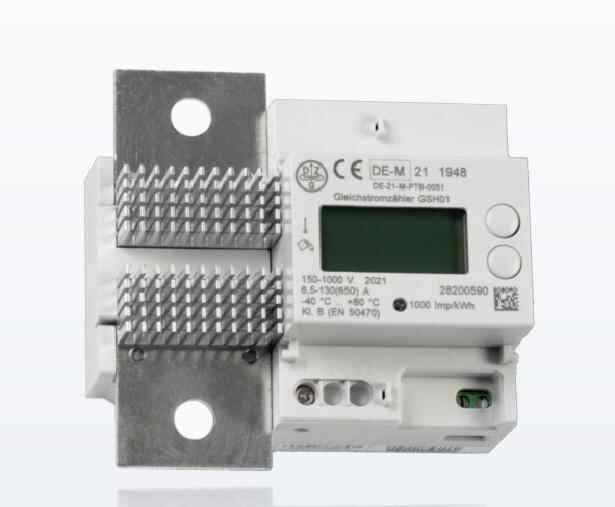 D Z G
CE DE-M 21 1948
DE-21-M-PTB-0051
Gleichstromzähler GSH01
150-1000 V 2021
6,5-130(650) A
28200590
-40 °C ... +60 °C
1000 Imp/kWh
Kl. B (EN 50470)